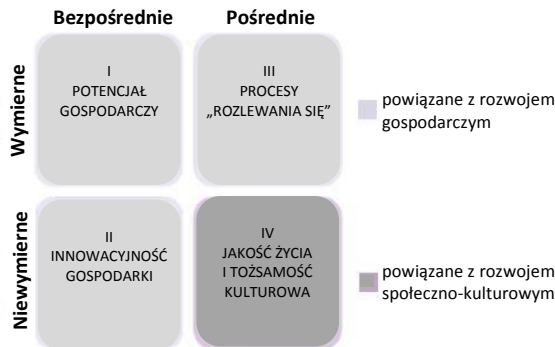 Bezpośrednie
Pośrednie
Wymierne
I
POTENCJAŁ
GOSPODARCZY
III
PROCESY
„ROZLEWANIA SIĘ”
powiązane z rozwojem
gospodarczym
Niewymierne
II
INNOWACYJNOŚĆ
GOSPODARKI
IV
JAKOŚĆ ŻYCIA
I TOŻSAMOŚĆ
KULTUROWA
powiązane z rozwojem
społeczno-kulturowym